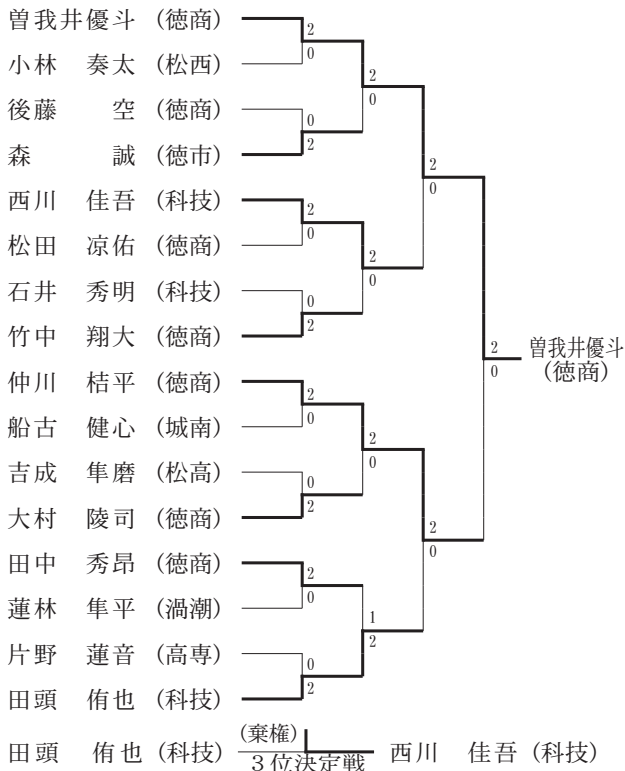 曽我井優斗 (徳商)
2
0
小林　奏太 (松西)
2
0
後藤　　空 (徳商)
0
2
森　　　誠 (徳市)
2
0
西川　佳吾 (科技)
2
0
松田　凉佑 (徳商)
2
0
石井　秀明 (科技)
0
2
竹中　翔大 (徳商)
2
0
曽我井優斗
(徳商)
仲川　桔平 (徳商)
2
0
船古　健心 (城南)
2
0
吉成　隼磨 (松高)
0
2
大村　陵司 (徳商)
2
0
田中　秀昂 (徳商)
2
0
蓮林　隼平 (渦潮)
1
2
片野　蓮音 (高専)
0
2
田頭　侑也 (科技)
田頭　侑也 (科技) (棄権) 西川　佳吾 (科技)
３位決定戦